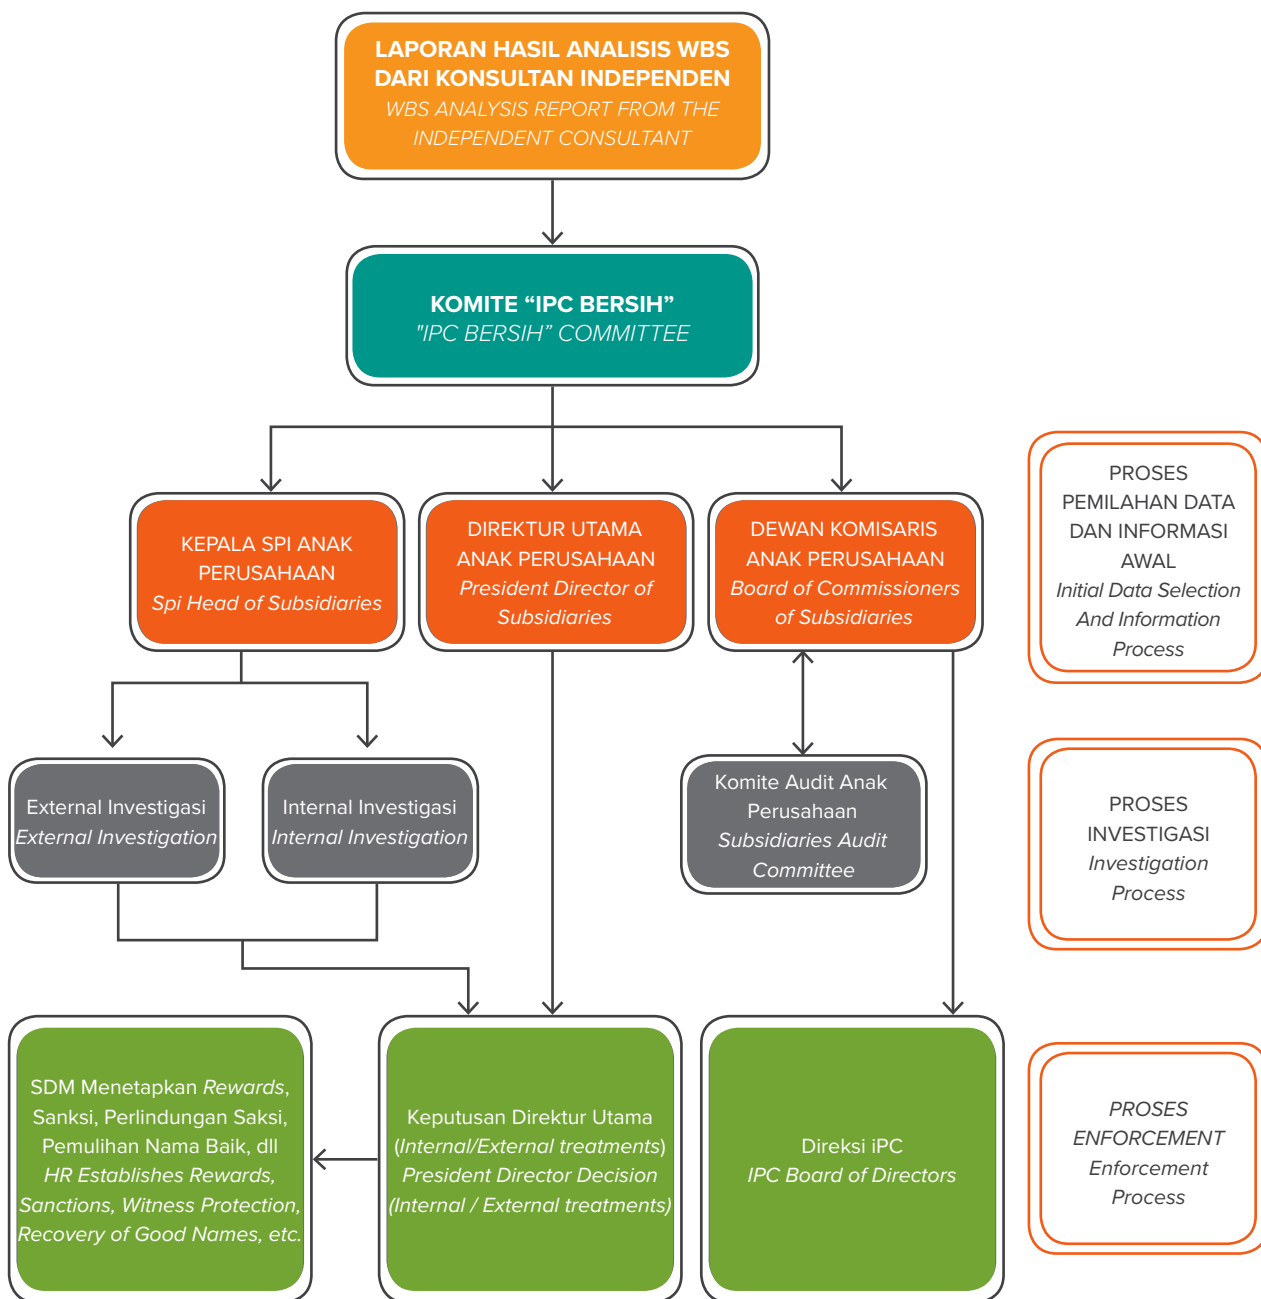 LAPORAN HASIL ANALISIS WBS
DARI KONSULTAN INDEPENDEN
WBS ANALYSIS REPORT FROM THE
INDEPENDENT CONSULTANT
KOMITE “IPC BERSIH”
"IPC BERSIH” COMMITTEE
KEPALA SPI ANAK
PERUSAHAAN
Spi Head of Subsidiaries
DIREKTUR UTAMA
ANAK PERUSAHAAN
President Director of
Subsidiaries
DEWAN KOMISARIS
ANAK PERUSAHAAN
Board of Commissioners
of Subsidiaries
PROSES
PEMILAHAN DATA
DAN INFORMASI
AWAL
Initial Data Selection
And Information
Process
External Investigasi
External Investigation
Internal Investigasi
Internal Investigation
Komite Audit Anak
Perusahaan
Subsidiaries Audit
Committee
PROSES
INVESTIGASI
Investigation
Process
SDM Menetapkan Rewards,
Sanksi, Perlindungan Saksi,
Pemulihan Nama Baik, dll
HR Establishes Rewards,
Sanctions, Witness Protection,
Recovery of Good Names, etc.
Keputusan Direktur Utama
(Internal/External treatments)
President Director Decision
(Internal / External treatments)
Direksi iPC
IPC Board of Directors
PROSES
ENFORCEMENT
Enforcement
Process